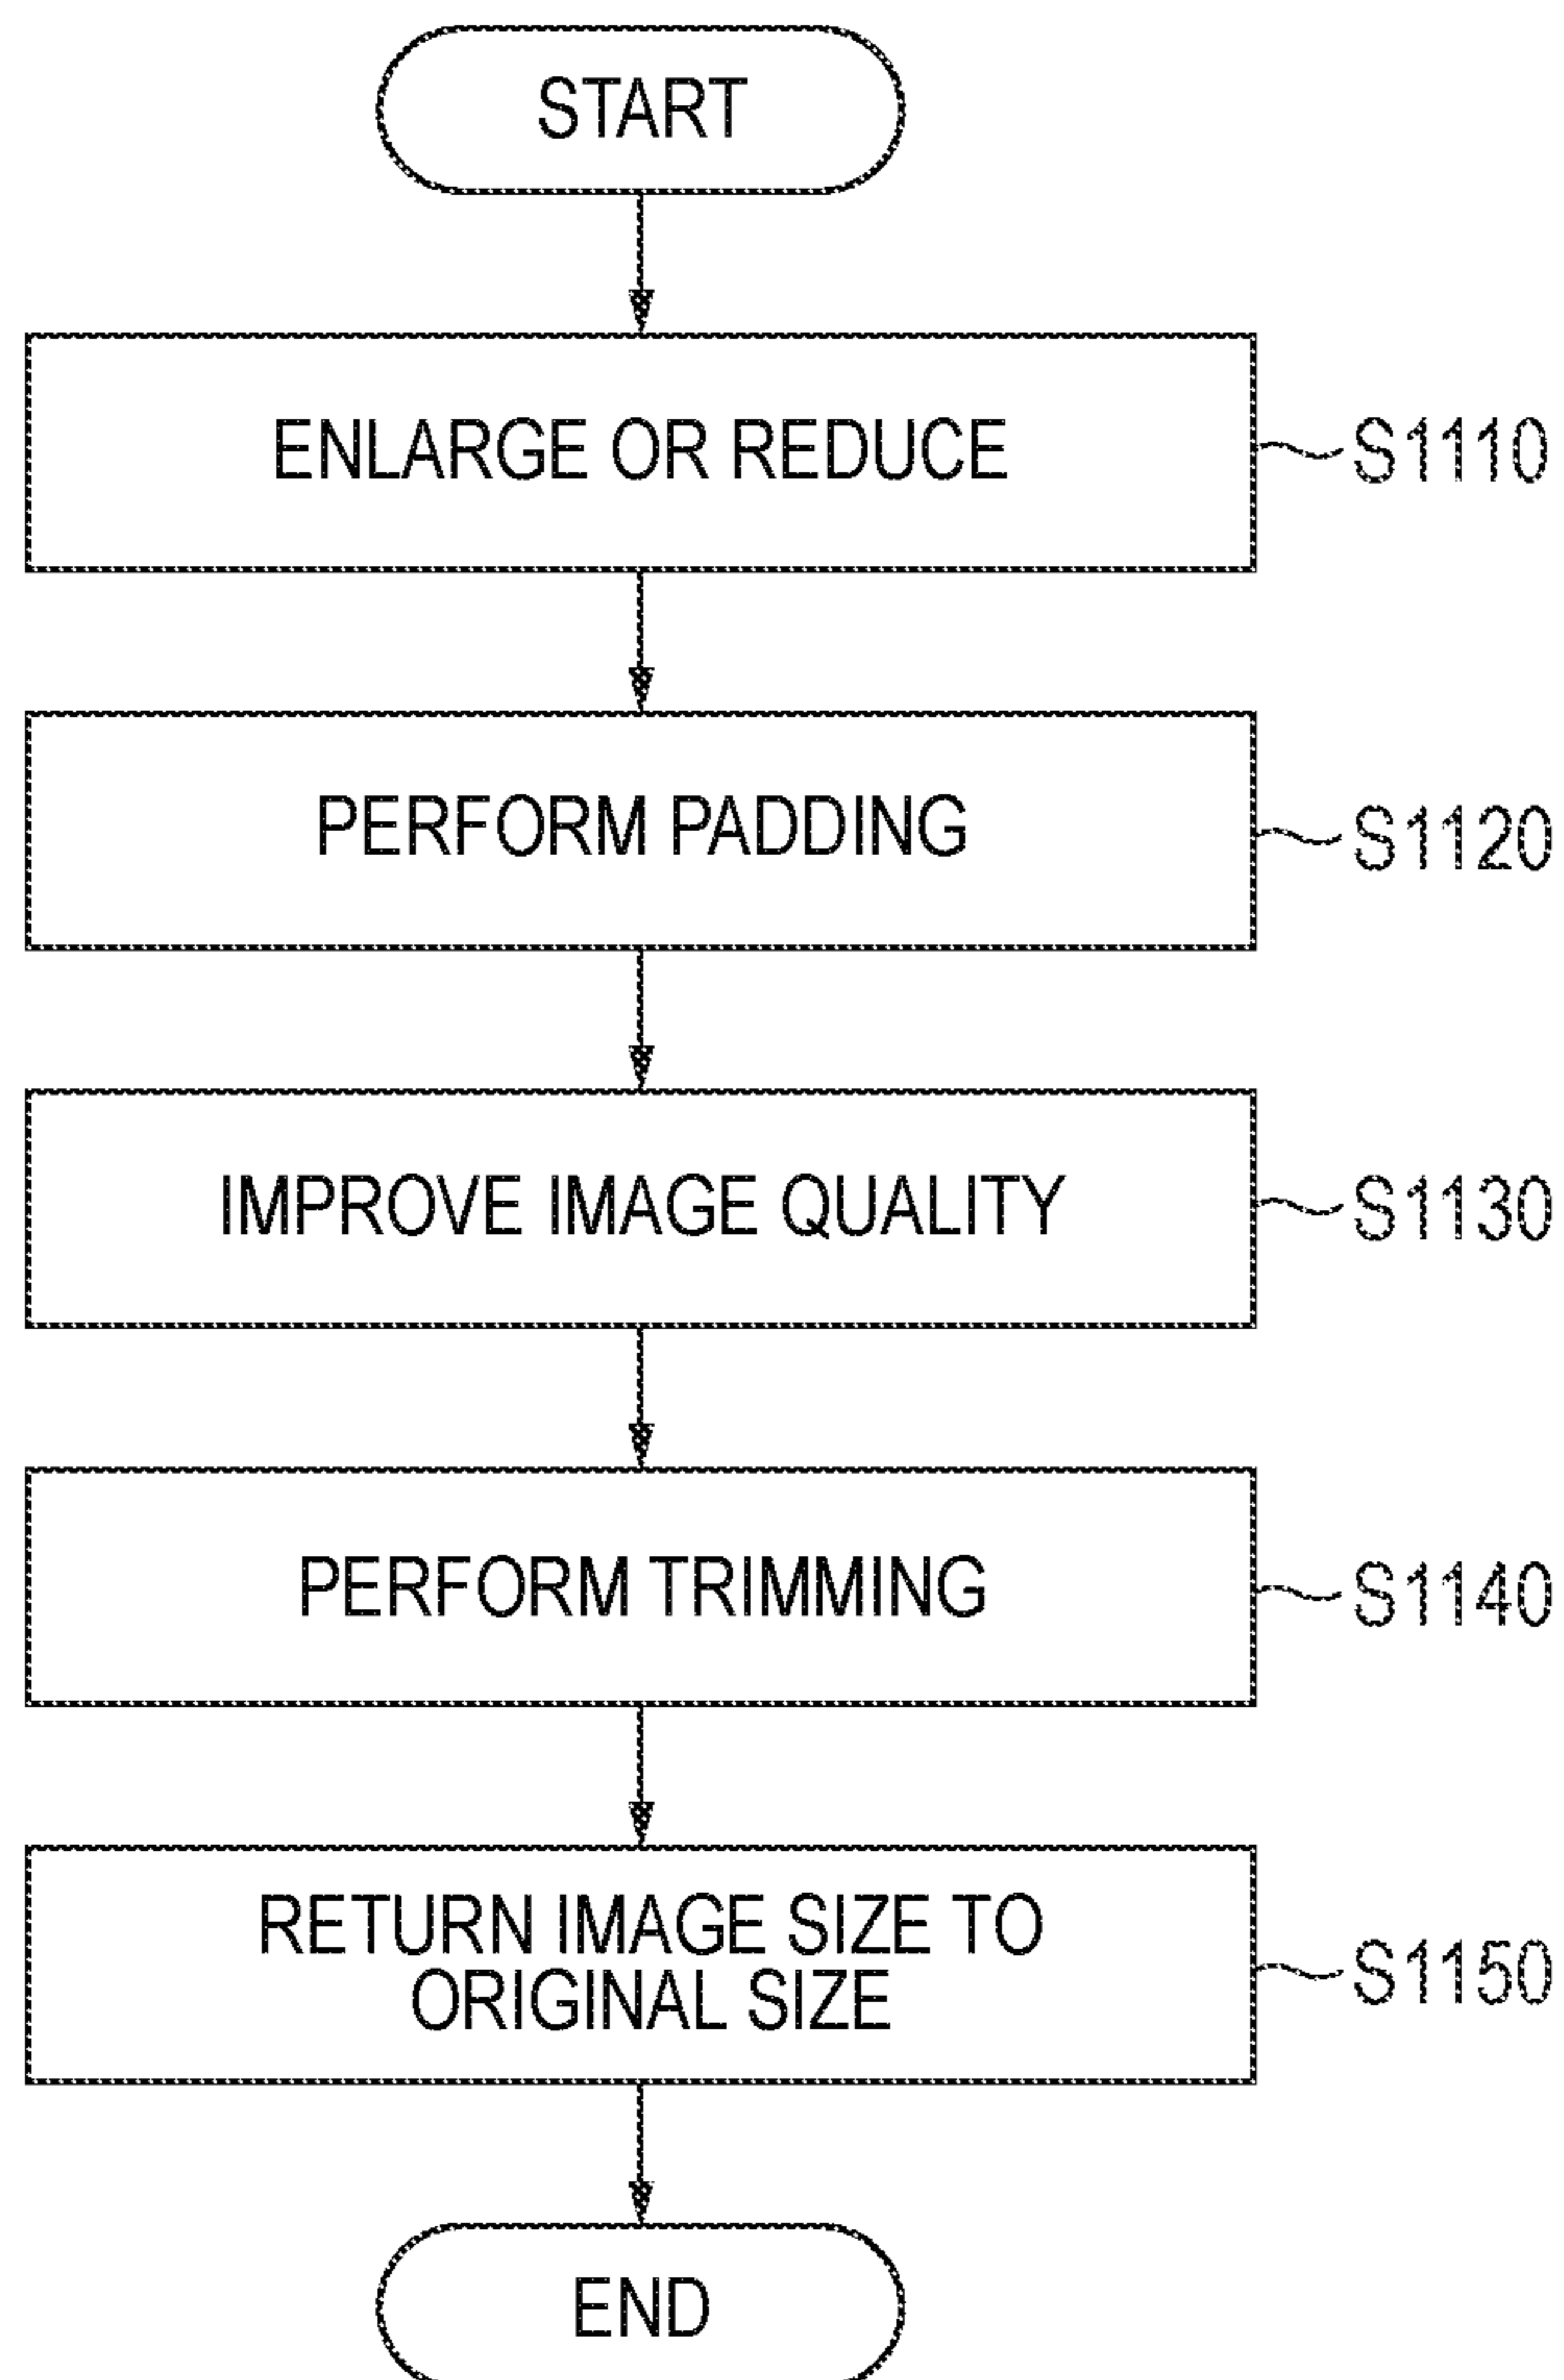 START
ENLARGE OR REDUCE
S1110
PERFORM PADDING
S1120
IMPROVE IMAGE QUALITY
S1130
PERFORM TRIMMING
S1140
RETURN IMAGE SIZE TO
ORIGINAL SIZE
S1150
END